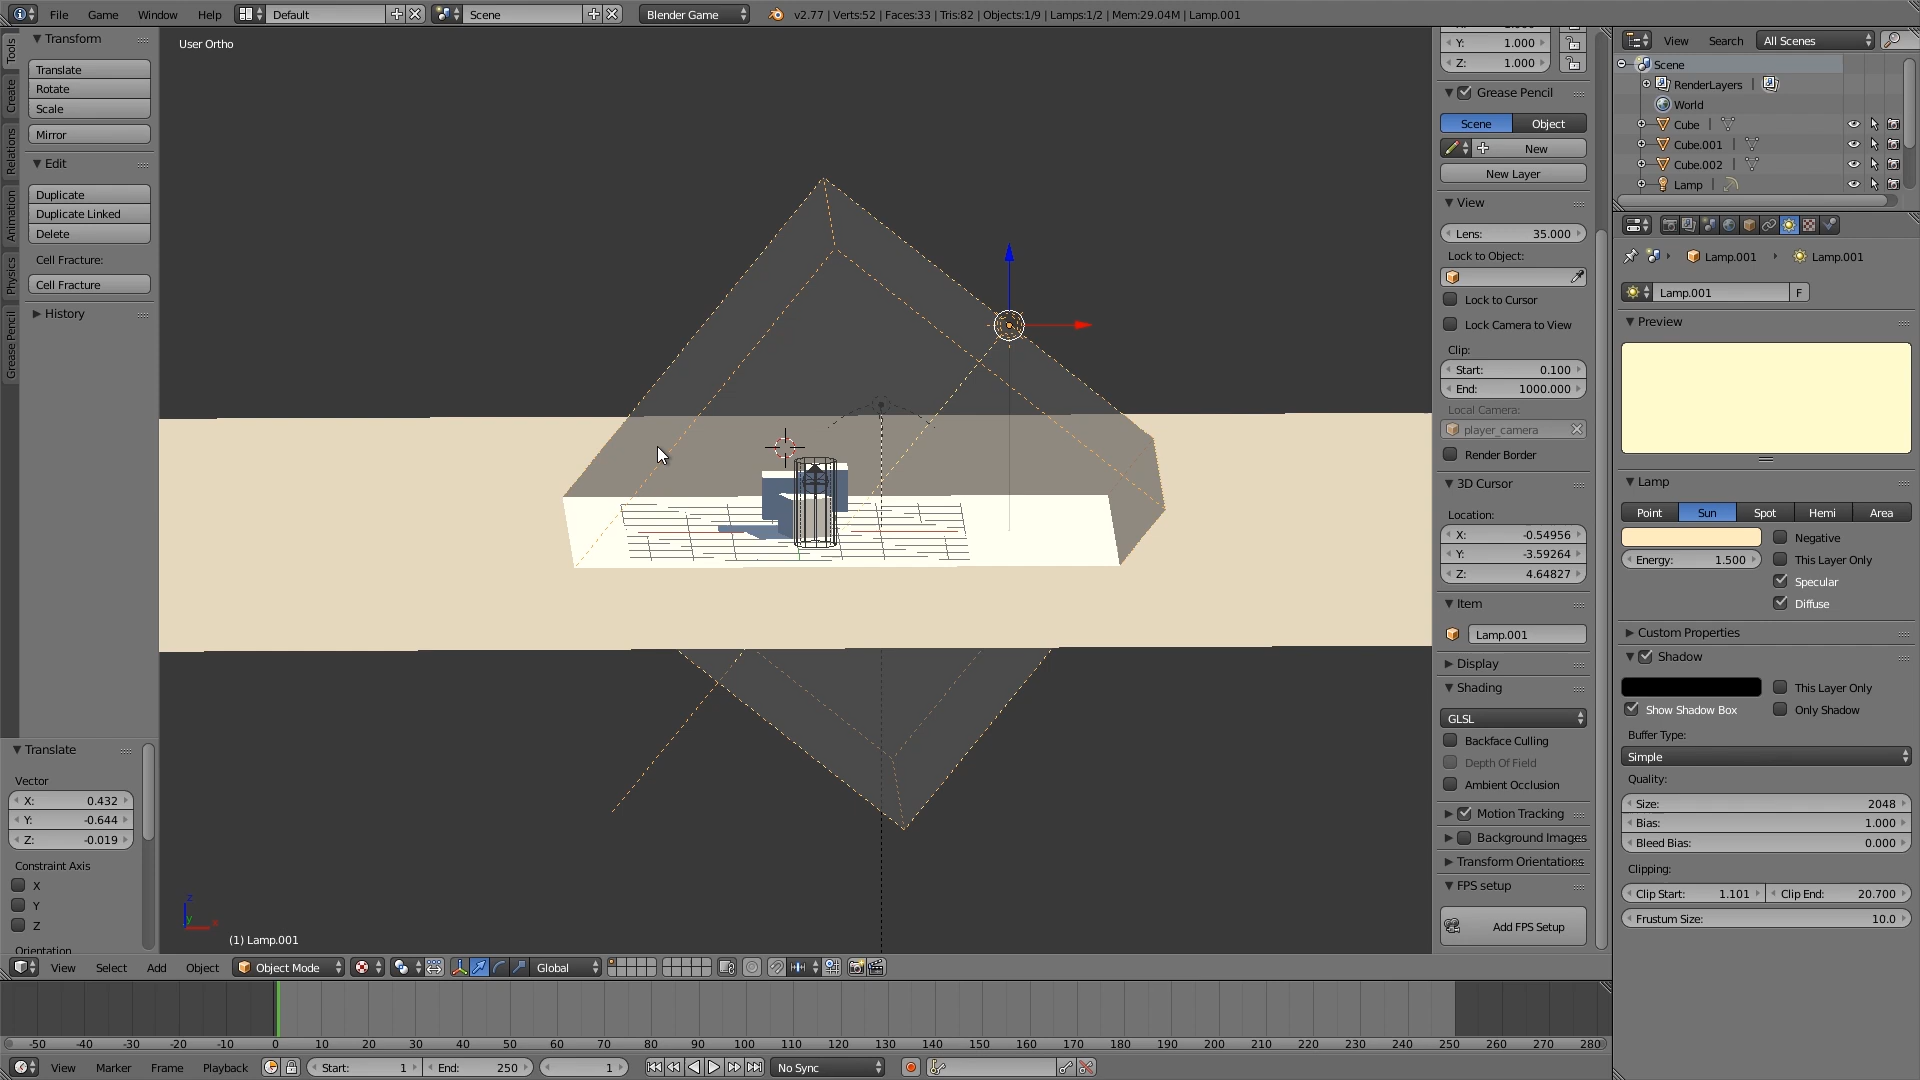 File Game Window Help Default Scene Blender Game v2.77 | Verts:52 | Faces:33 | Tris:82 | Objects:1/9 | Lamps:1/2 | Mem:29.04M | Lamp.001
Tools
Create
Relations
Animation
Physics
Grease Pencil
Transform
Translate
Rotate
Scale
Mirror
Edit
Duplicate
Duplicate Linked
Delete
Cell Fracture:
Cell Fracture
History
Translate
Vector
X: 0.432
Y: -0.644
Z: -0.019
Constraint Axis
X
Y
Z
Orientation
User Ortho
z
y
x
(1) Lamp.001
Y: 1.000
Z: 1.000
Grease Pencil
Scene Object
New
New Layer
View
Lens: 35.000
Lock to Object:
Lock to Cursor
Lock Camera to View
Clip:
Start: 0.100
End: 1000.000
Local Camera:
player_camera
Render Border
3D Cursor
Location:
X: -0.54956
Y: -3.59264
Z: 4.64827
Item
Lamp.001
Display
Shading
GLSL
Backface Culling
Depth Of Field
Ambient Occlusion
Motion Tracking
Background Images
Transform Orientations
FPS setup
Add FPS Setup
View Search All Scenes
Scene
RenderLayers
World
Cube
Cube.001
Cube.002
Lamp
Lamp.001 Lamp.001
Lamp.001 F
Preview
Lamp
Point Sun Spot Hemi Area
Negative
Energy: 1.500 This Layer Only
Specular
Diffuse
Custom Properties
Shadow
This Layer Only
Show Shadow Box Only Shadow
Buffer Type:
Simple
Quality:
Size: 2048
Bias: 1.000
Bleed Bias: 0.000
Clipping:
Clip Start: 1.101 Clip End: 20.700
Frustum Size: 10.0
View Select Add Object Object Mode Global
-50 -40 -30 -20 -10 0 10 20 30 40 50 60 70 80 90 100 110 120 130 140 150 160 170 180 190 200 210 220 230 240 250 260 270 280
View Marker Frame Playback Start: 1 End: 250 1 No Sync